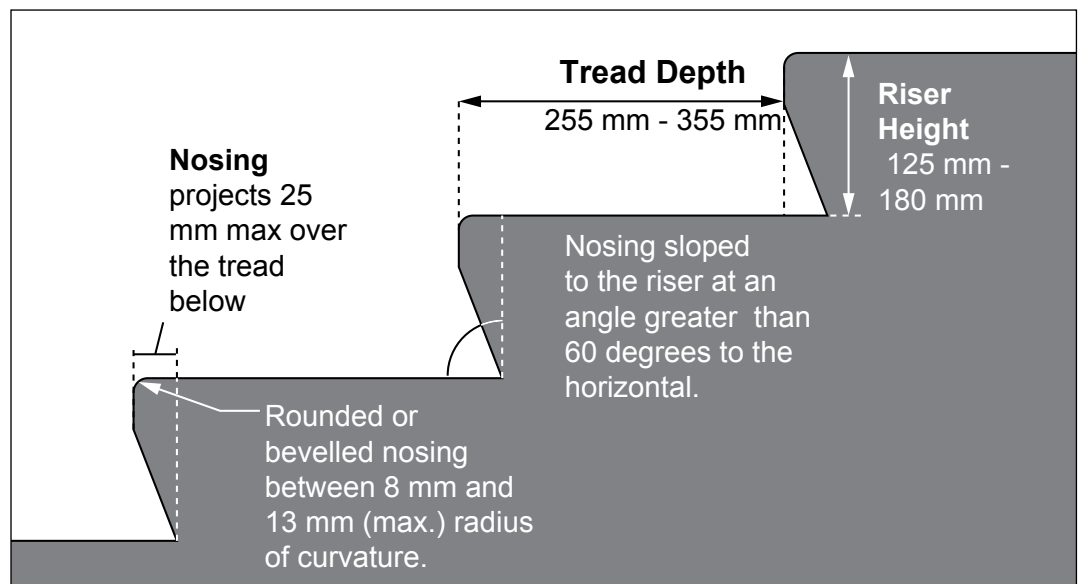 Tread Depth
255 mm - 355 mm
Riser
Height
125 mm -
180 mm
Nosing
projects 25
mm max over
the tread
below
Nosing sloped
to the riser at an
angle greater than
60 degrees to the
horizontal.
Rounded or
bevelled nosing
between 8 mm and
13 mm (max.) radius
of curvature.